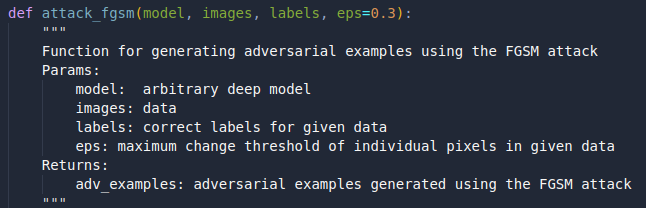 def attack_fgsm(model, images, labels, eps=0.3):
"""
Function for generating adversarial examples using the FGSM attack
Params:
model:  arbitrary deep model
images: data
labels: correct labels for given data
eps: maximum change threshold of individual pixels in given data
Returns:
adv_examples: adversarial examples generated using the FGSM attack
"""